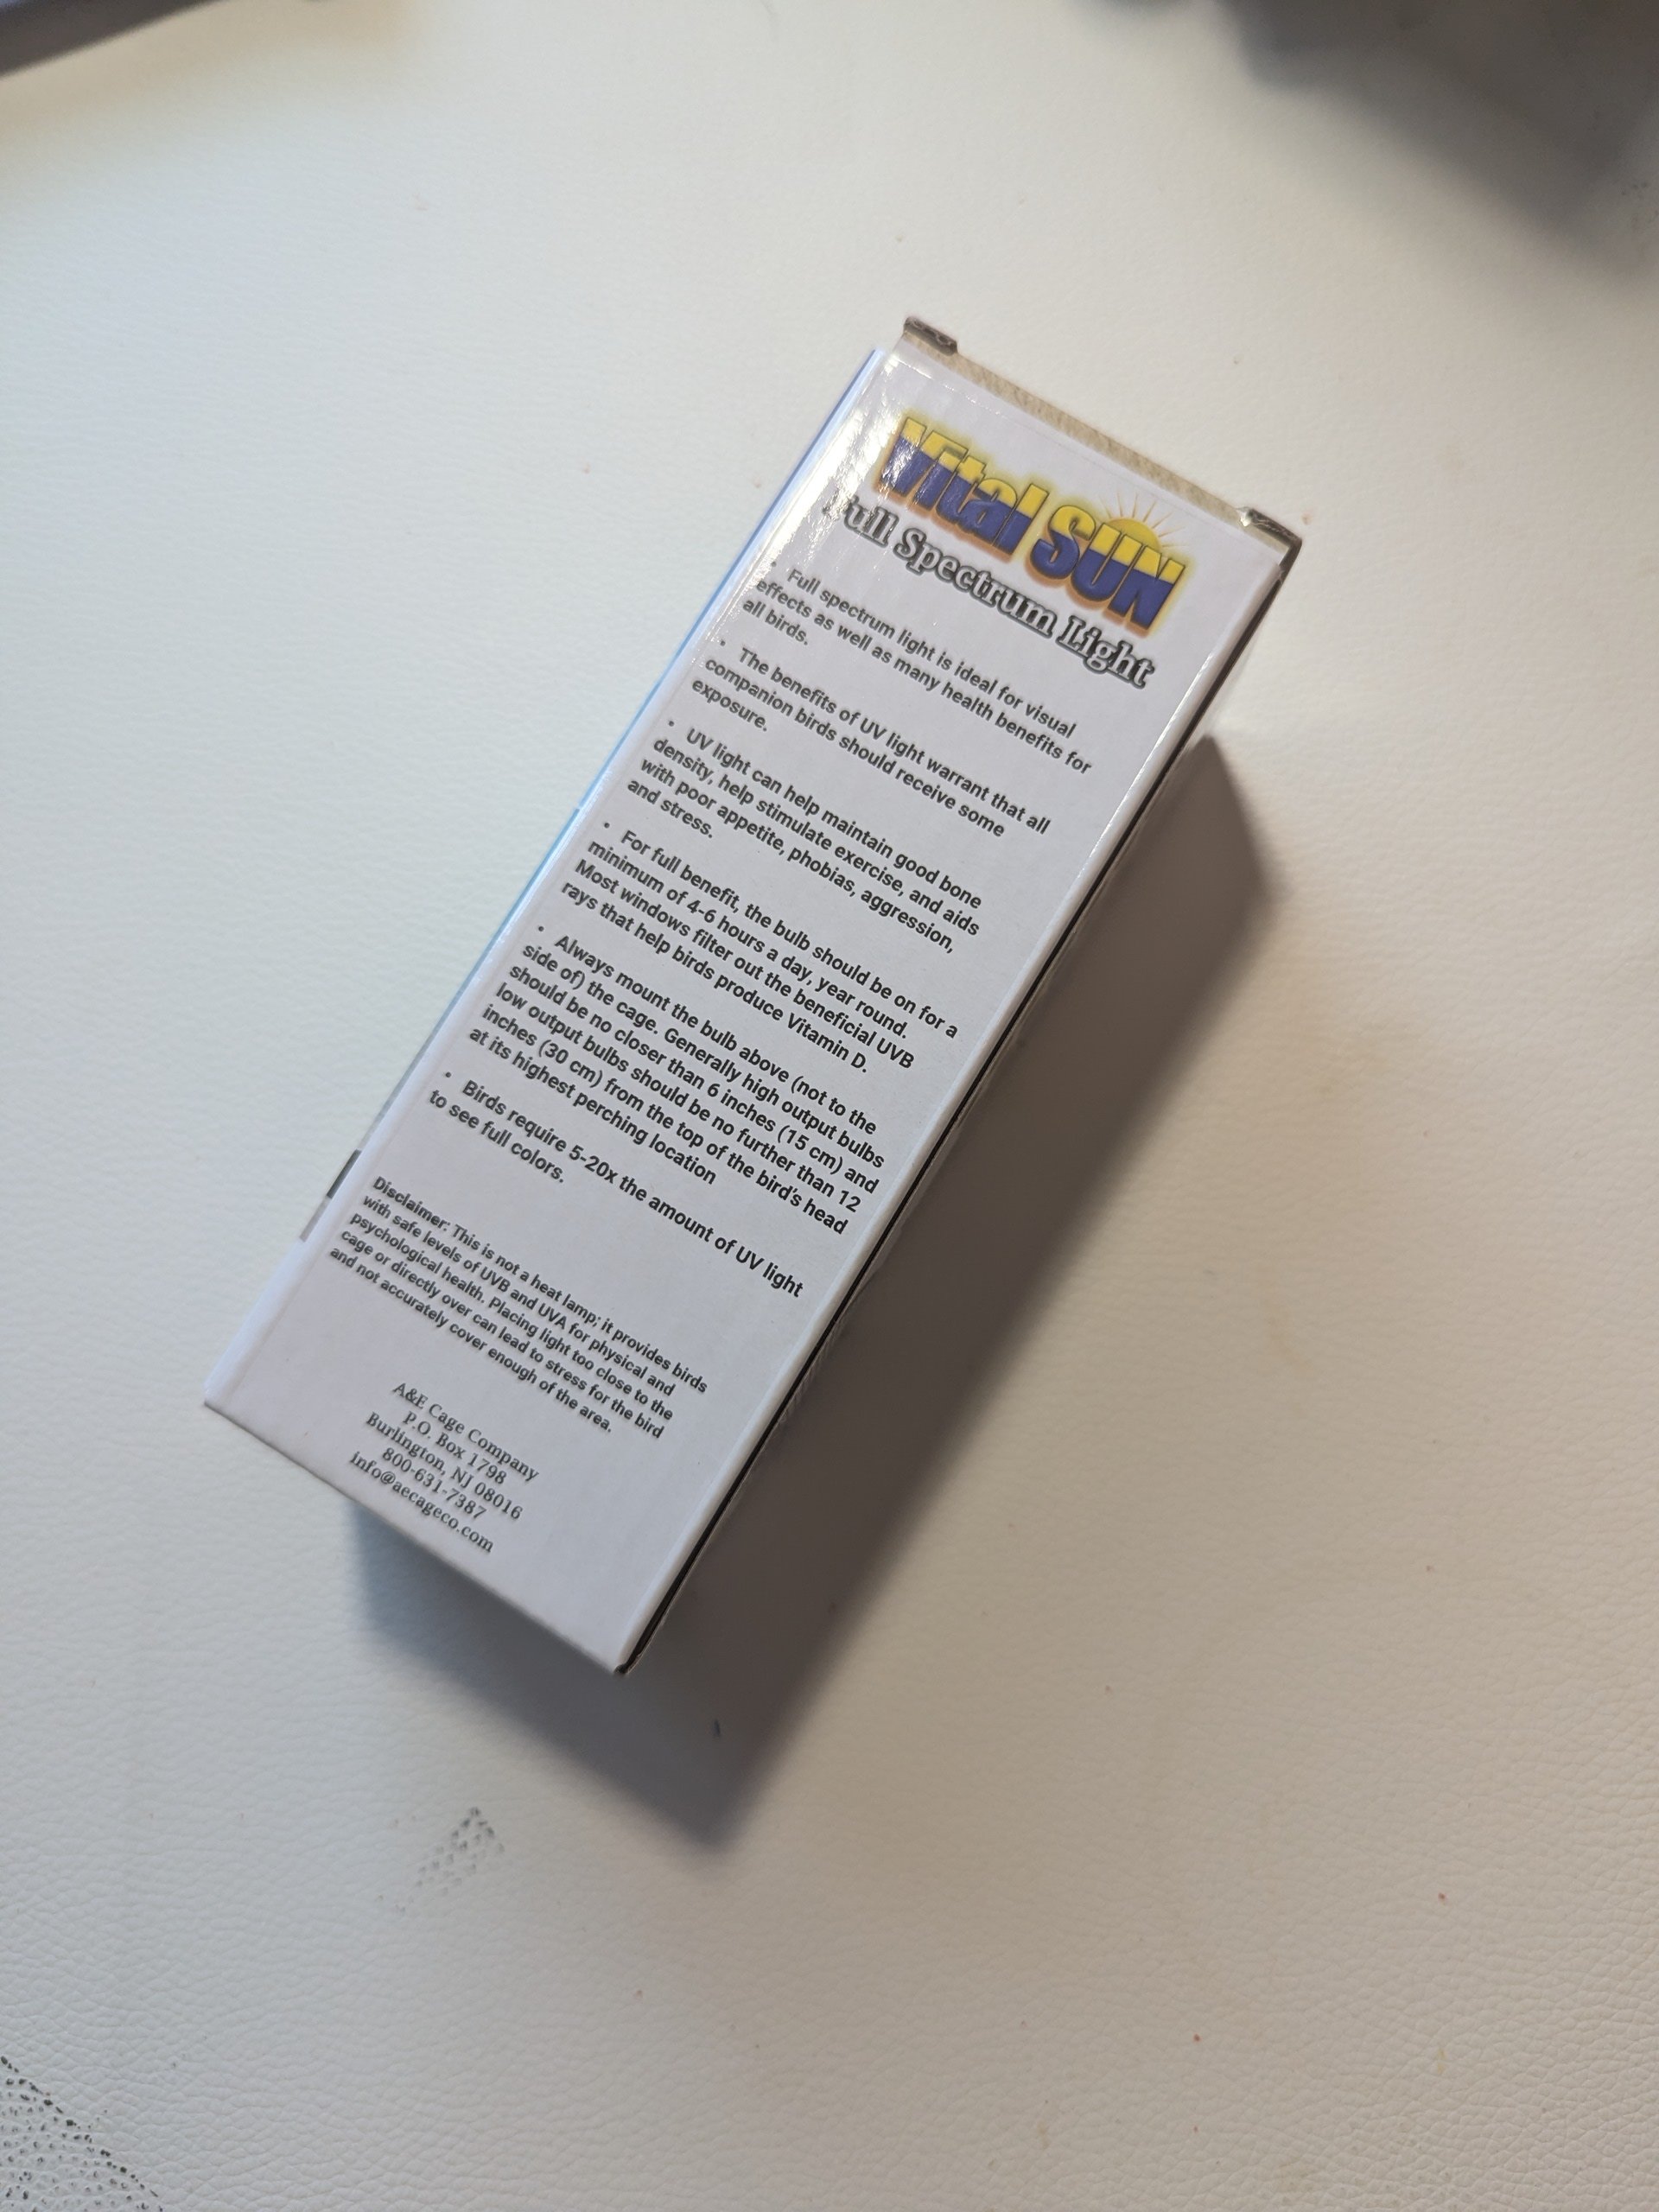 Vital SUN
Full Spectrum Light
• Full spectrum light is ideal for visual
effects as well as many health benefits for
all birds.
• The benefits of UV light warrant that all
companion birds should receive some
exposure.
• UV light can help maintain good bone
density, help stimulate exercise, and aids
with poor appetite, phobias, aggression,
and stress.
• For full benefit, the bulb should be on for a
minimum of 4-6 hours a day, year round.
Most windows filter out the beneficial UVB
rays that help birds produce Vitamin D.
• Always mount the bulb above (not to the
side of) the cage. Generally high output bulbs
should be no closer than 6 inches (15 cm) and
low output bulbs should be no further than 12
inches (30 cm) from the top of the bird's head
at its highest perching location
• Birds require 5-20x the amount of UV light
to see full colors.
Disclaimer: This is not a heat lamp; it provides birds
with safe levels of UVB and UVA for physical and
psychological health. Placing light too close to the
cage or directly over can lead to stress for the bird
and not accurately cover enough of the area.
A&E Cage Company
P.O. Box 1798
Burlington, NJ 08016
800-631-7387
info@aecageco.com